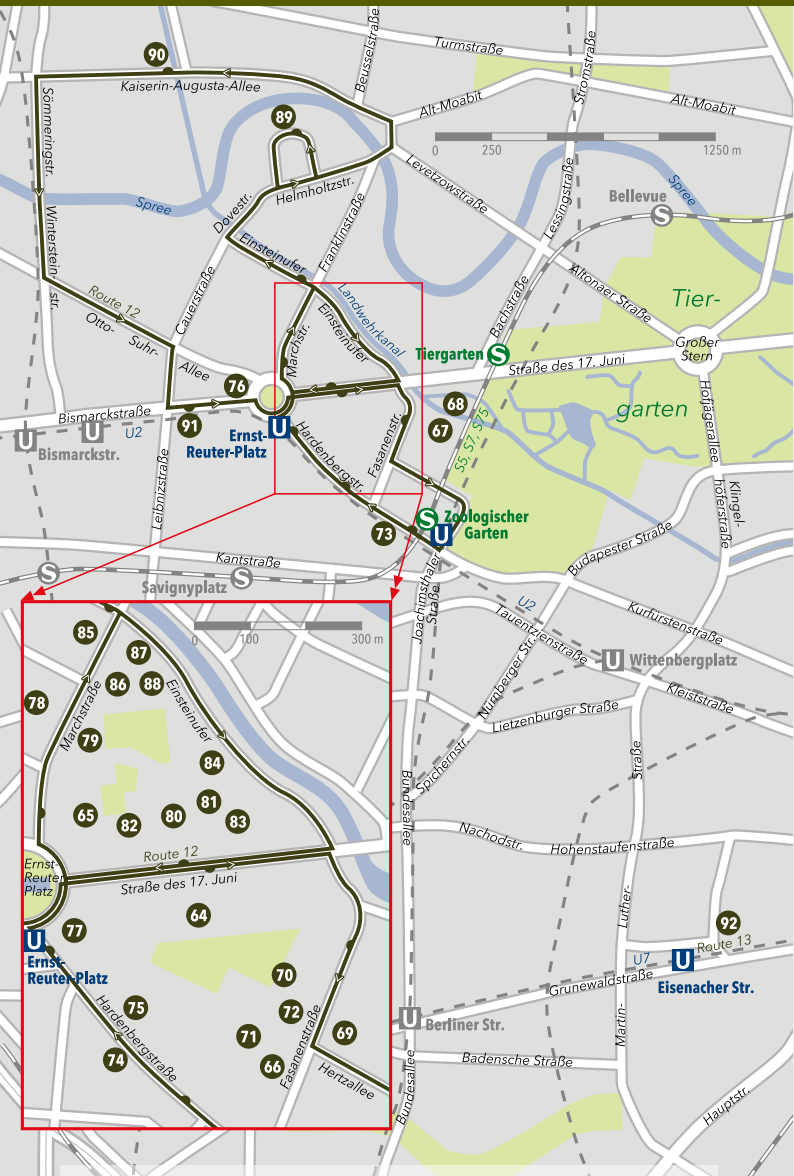 Turmstraße
Beusselstraße
Stromstraße
90
Kaiserin-Augusta-Allee
Alt-Moabit
Alt-Moabit
Sömmeringstr.
89
0 250 1250 m
Levetzowstraße
Lessingstraße
Helmholtzstr.
Dovestr.
Spree
Bellevue
S
Spree
Franklinstraße
Einsteinufer
Winterstein-
str.
Altonaer Straße
Landwehrkanal
Bachstraße
Route 12
Otto-
Suhr-
Allee
Cauerstraße
Marchstr.
Einsteinufer
Tier-
garten
Tiergarten
S
Großer
Stern
Straße des 17. Juni
76
Bismarckstraße
91
U2
U
U
Bismarckstr.
Ernst-
Reuter-Platz
U
Hardenbergstr.
Fasanenstr.
68
67
S5, S7, S75
Hofjägerallee
Klingel-
höferstraße
Leibnizstraße
73
S
Zoologischer
Garten
U
Kantstraße
S
Savignyplatz
S
Budapester Straße
Joachimsthaler
Straße
U2
Kurfürstenstraße
Tauentzienstraße
Nürnberger Str.
U
Wittenbergplatz
Kleiststraße
Lietzenburger Straße
Spichernstr.
Straße
Luther-
Martin-
Bundesallee
Nachodstr.
Hohenstaufenstraße
92
Route 13
U7
U
Eisenacher Str.
Grunewaldstraße
U
Berliner Str.
Badensche Straße
Bundesallee
Hauptstr.
0 100 300 m
85
87
86
88
78
Marchstraße
Einsteinufer
79
84
81
65
82
80
83
Ernst-
Reuter
Platz
Route 12
Straße des 17. Juni
64
77
U
Ernst-
Reuter-Platz
70
75
72
69
71
74
66
Hardenbergstraße
Fasanenstraße
Hertzallee